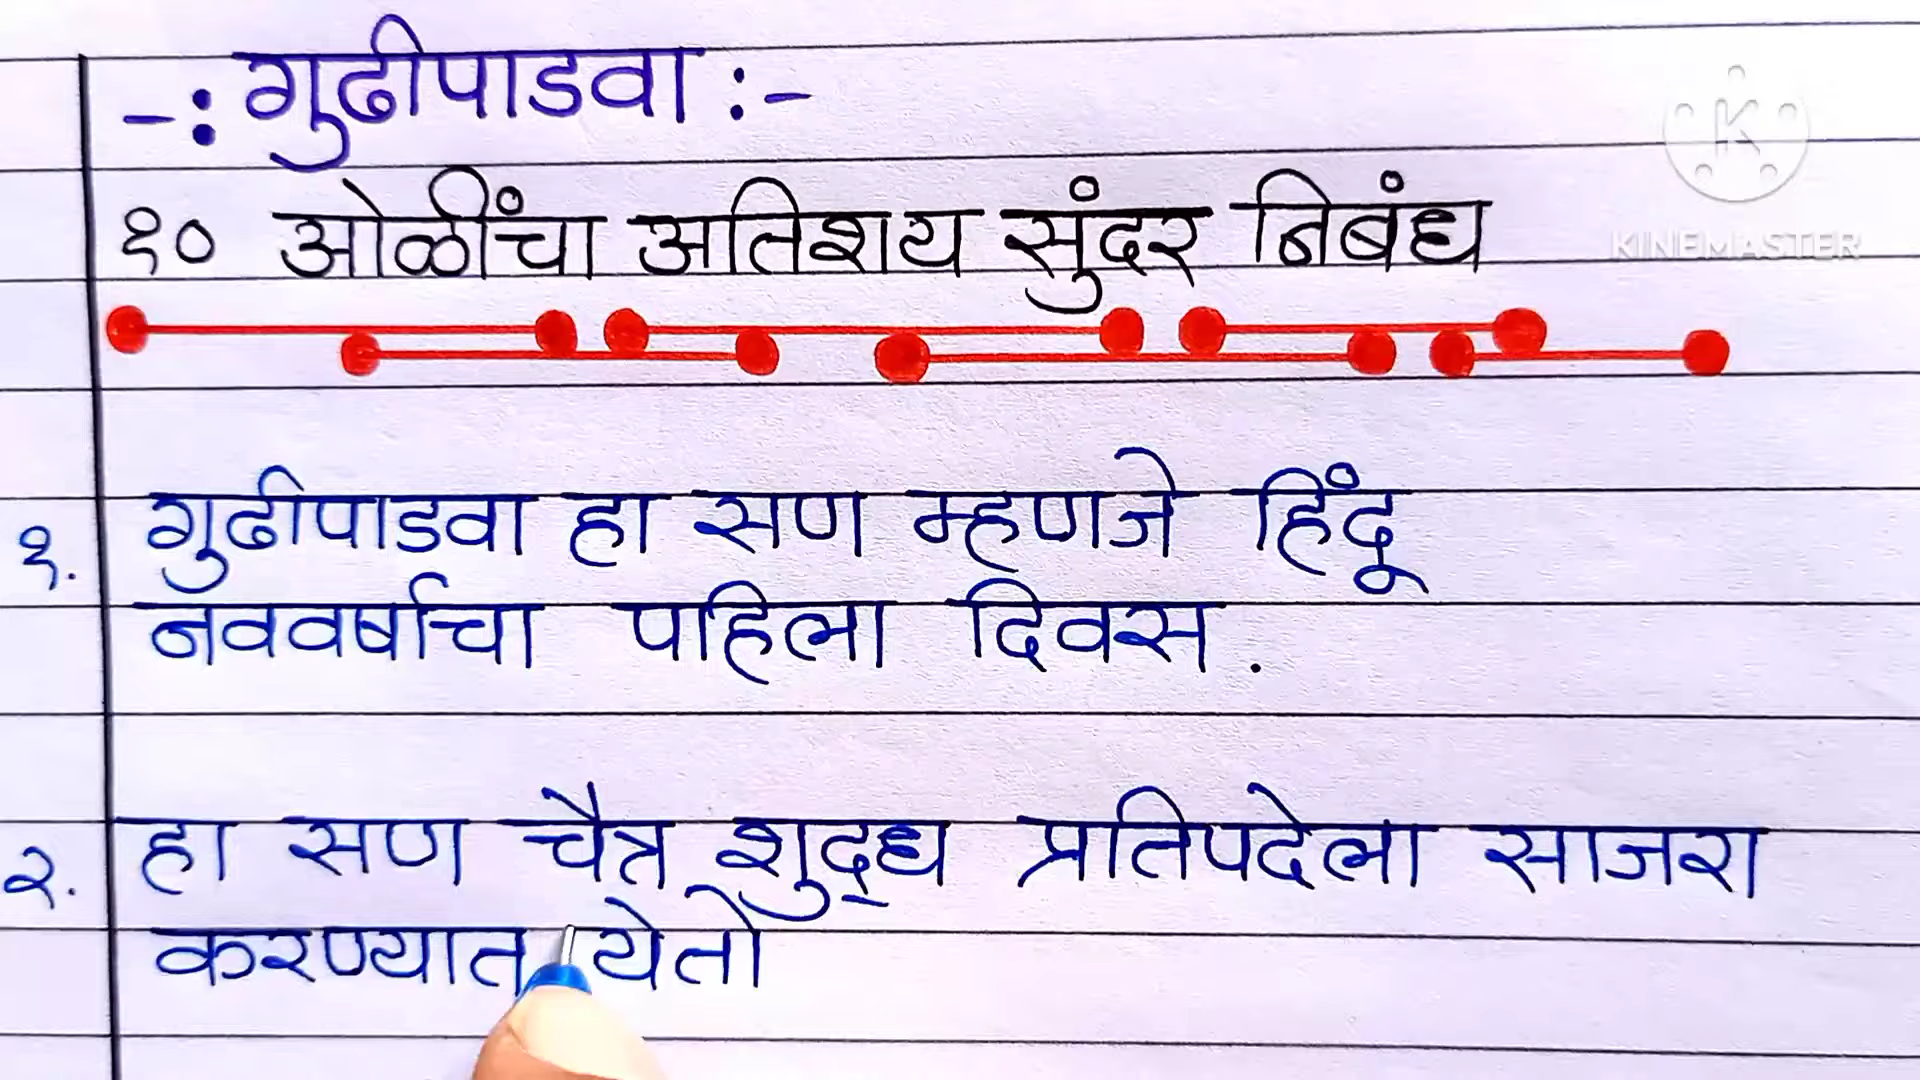 -: गुढीपाडवा :-
१० ओळींचा अतिशय सुंदर निबंध
१. गुढीपाडवा हा सण म्हणजे हिंदू
नववर्षाचा पहिला दिवस.
२. हा सण चैत्र शुद्ध प्रतिपदेला साजरा
करण्यात येतो
KINEMASTER